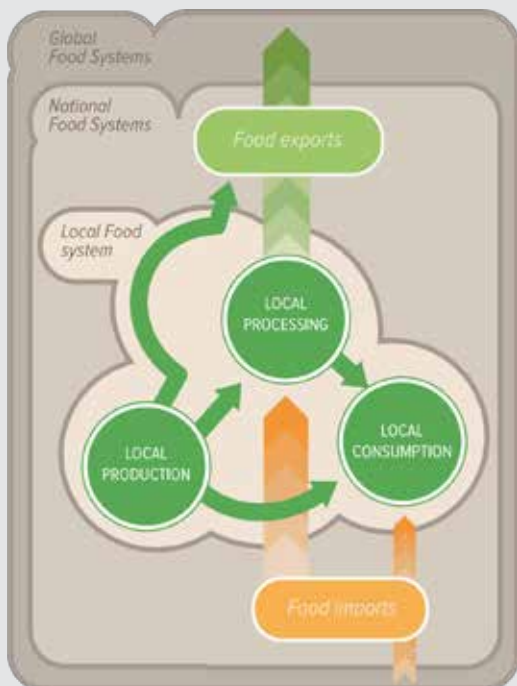 Global
Food Systems
National
Food Systems
Food exports
Local Food
system
LOCAL
PROCESSING
LOCAL
CONSUMPTION
LOCAL
PRODUCTION
Food imports